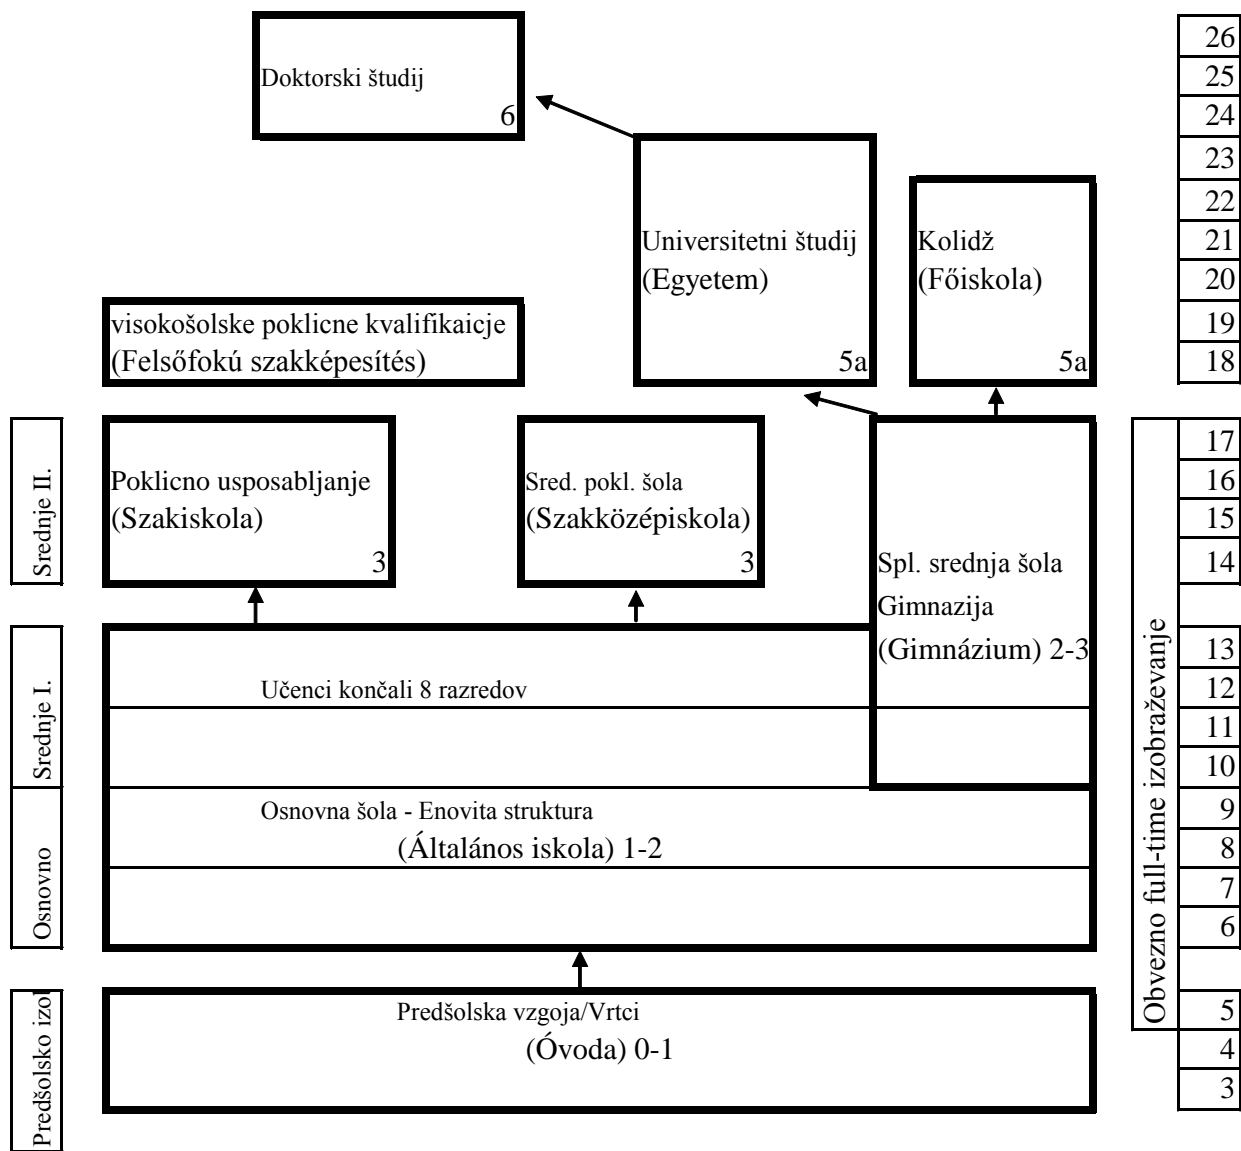 Doktorski študij
6
Universitetni študij
(Egyetem)
5a
Kolidž
(Főiskola)
5a
visokošolske poklicne kvalifikaicje
(Felsőfokú szakképesítés)
Srednje II.
Poklicno usposabljanje
(Szakiskola)
3
Sred. pokl. šola
(Szakközépiskola)
3
Spl. srednja šola
Gimnazija
(Gimnázium) 2-3
Srednje I.
Učenci končali 8 razredov
Osnovno
Osnovna šola - Enovita struktura
(Általános iskola) 1-2
Predšolsko izol
Predšolska vzgoja/Vrtci
(Óvoda) 0-1
Obvezno full-time izobraževanje
26
25
24
23
22
21
20
19
18
17
16
15
14
13
12
11
10
9
8
7
6
5
4
3